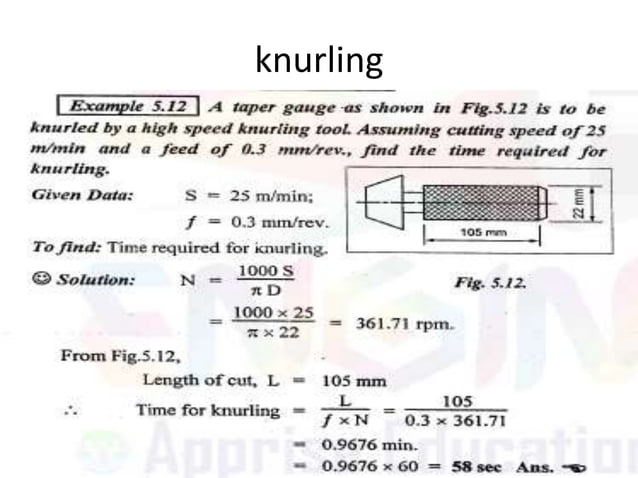 knurling
Example 5.12 A taper gauge as shown in Fig.5.12 is to be
knurled by a high speed knurling tool. Assuming cutting speed of 25
m/min and a feed of 0.3 mm/rev., find the time required for
knurling.
Given Data: S = 25 m/min;
f = 0.3 mm/rev.
To find: Time required for knurling.
22 mm
105 mm
Fig. 5.12.
☺ Solution: N = 1000 S / π D
= 1000 × 25 / π × 22 = 361.71 rpm.
From Fig.5.12,
Length of cut, L = 105 mm
∴ Time for knurling = L / f × N = 105 / 0.3 × 361.71
= 0.9676 min.
= 0.9676 × 60 = 58 sec Ans.
Education